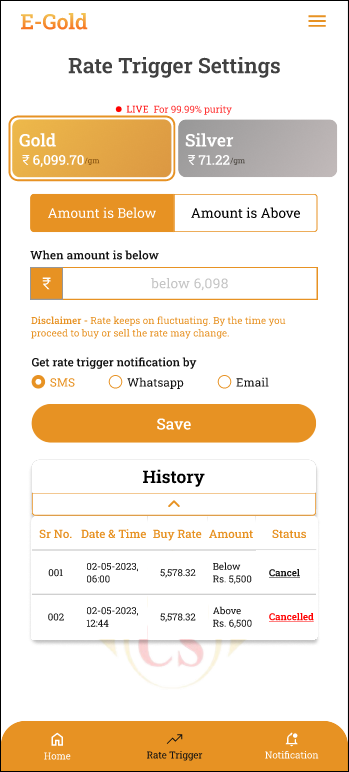 E-Gold
Rate Trigger Settings
LIVE For 99.99% purity
Gold
₹ 6,099.70/gm
Silver
₹ 71.22/gm
Amount is Below
Amount is Above
When amount is below
₹
below 6,098
Disclaimer - Rate keeps on fluctuating. By the time you
proceed to buy or sell the rate may change.
Get rate trigger notification by
SMS
Whatsapp
Email
Save
History
Sr No. Date & Time Buy Rate Amount Status
001 02-05-2023, 06:00 5,578.32 Below Rs. 5,500 Cancel
002 02-05-2023, 12:44 5,578.32 Above Rs. 6,500 Cancelled
CS
Home
Rate Trigger
Notification